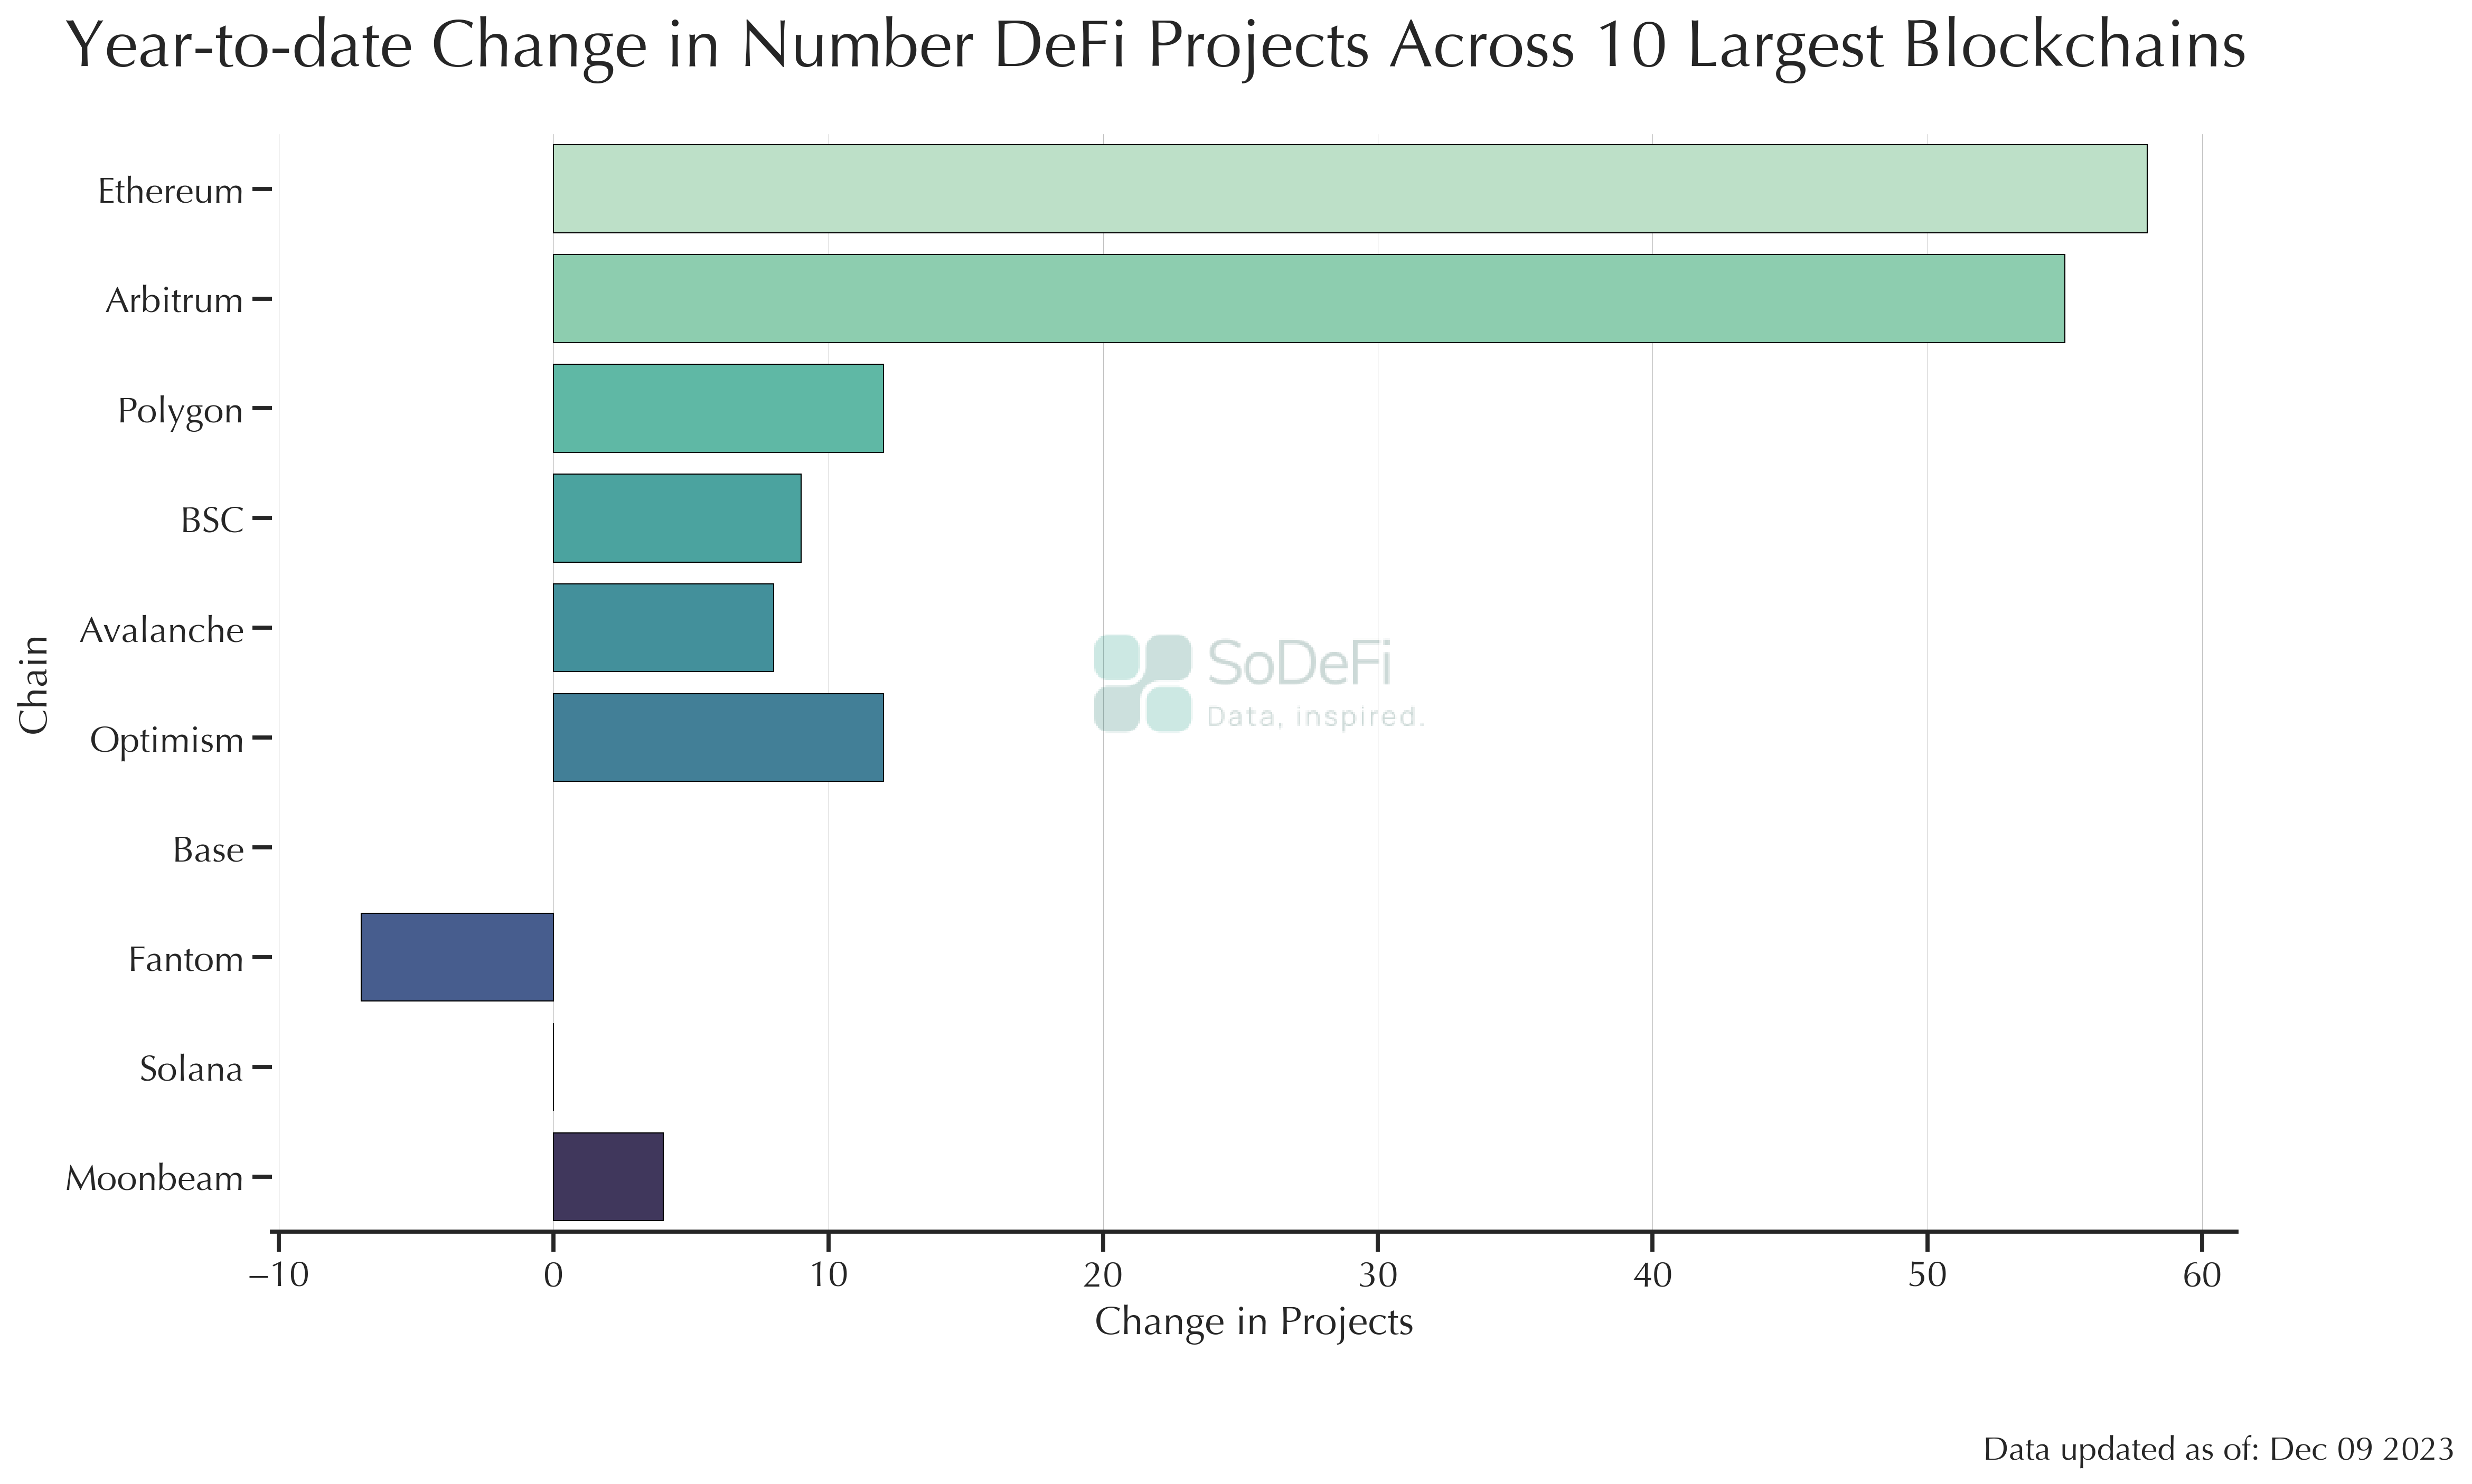 Year-to-date Change in Number DeFi Projects Across 10 Largest Blockchains
Ethereum
Arbitrum
Polygon
BSC
Avalanche
Optimism
Base
Fantom
Solana
Moonbeam
Chain
SoDeFi
Data, inspired.
−10 0 10 20 30 40 50 60
Change in Projects
Data updated as of: Dec 09 2023